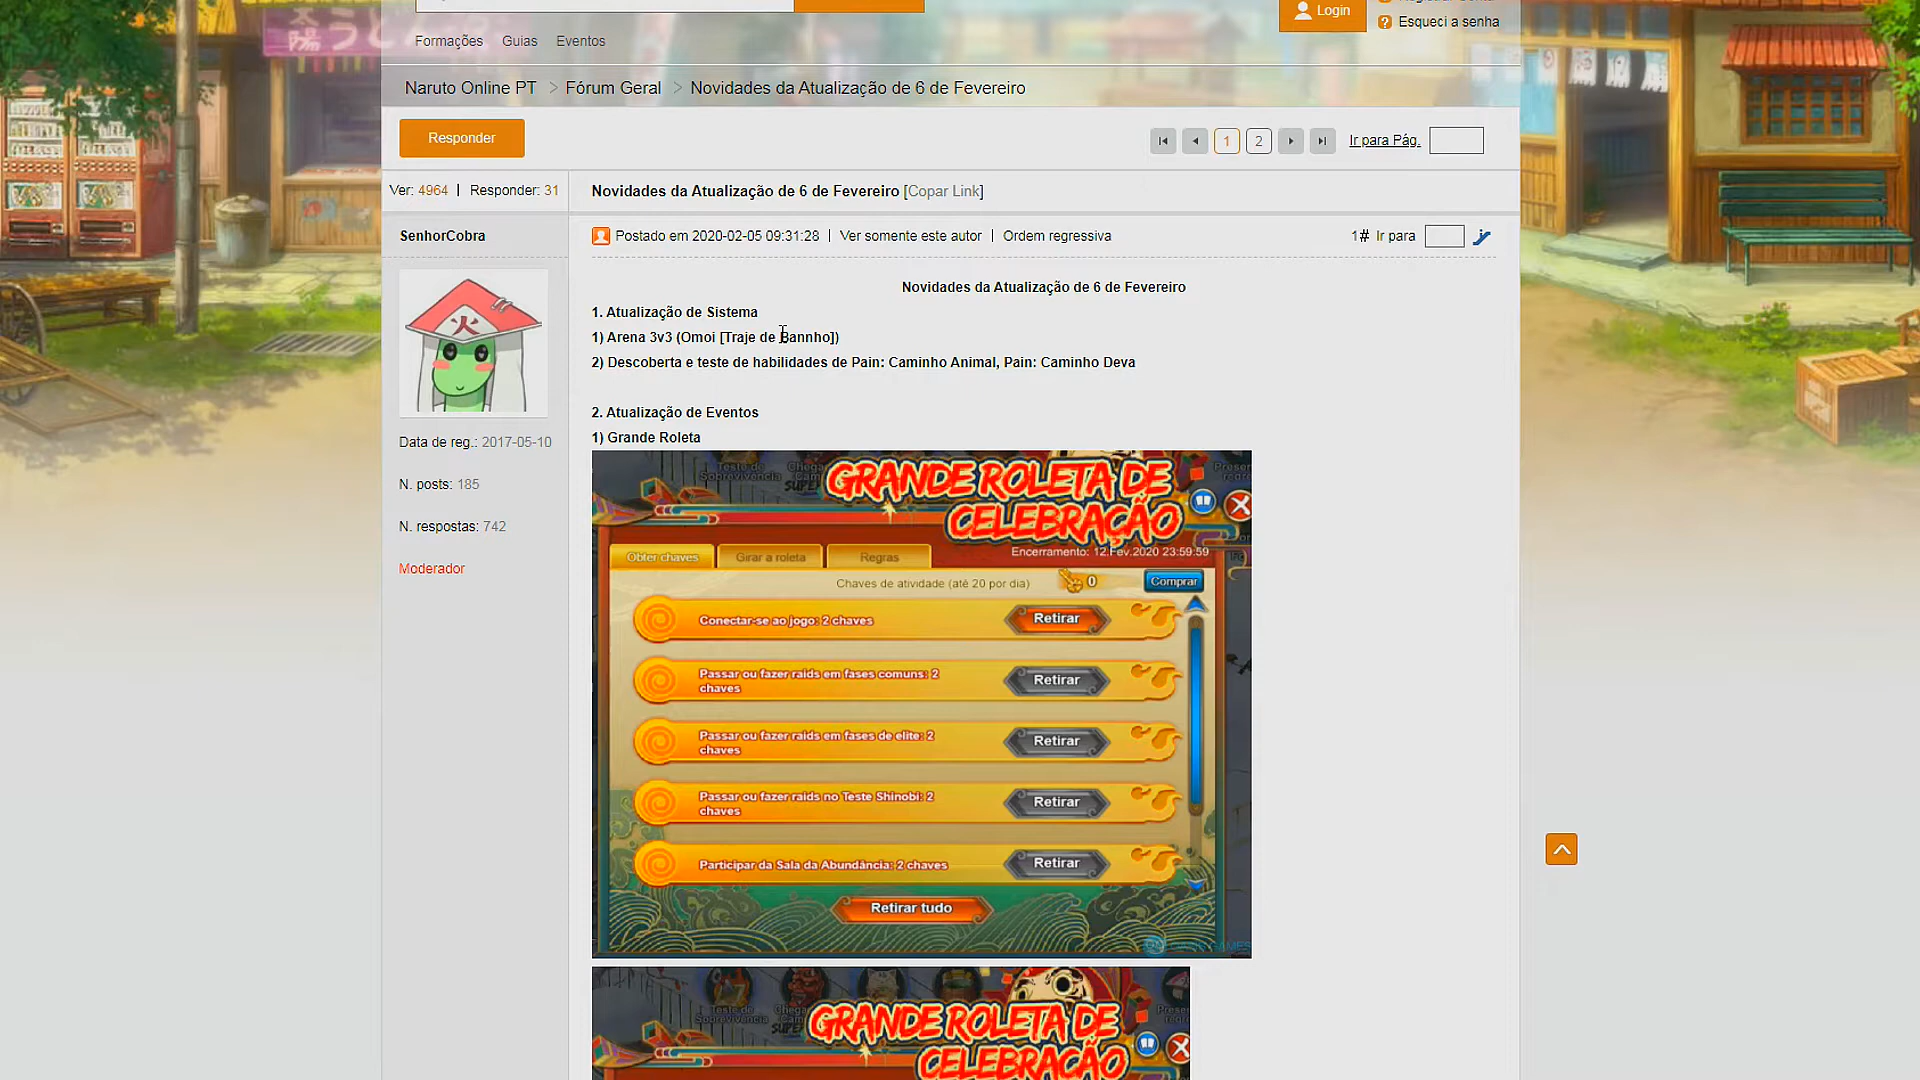 Login
Esqueci a senha
Formações Guias Eventos
Naruto Online PT > Fórum Geral > Novidades da Atualização de 6 de Fevereiro
Responder
1 2 Ir para Pág.
Ver: 4964 | Responder: 31
Novidades da Atualização de 6 de Fevereiro [Copar Link]
SenhorCobra
Postado em 2020-02-05 09:31:28 | Ver somente este autor | Ordem regressiva
1# Ir para
火
Data de reg.: 2017-05-10
N. posts: 185
N. respostas: 742
Moderador
Novidades da Atualização de 6 de Fevereiro
1. Atualização de Sistema
1) Arena 3v3 (Omoi [Traje de Bannho])
2) Descoberta e teste de habilidades de Pain: Caminho Animal, Pain: Caminho Deva
2. Atualização de Eventos
1) Grande Roleta
Teste de
Sobrevivência
GRANDE ROLETA DE
CELEBRAÇÃO
Encerramento: 12.Fev.2020 23:59:59
Obter chaves Girar a roleta Regras
Chaves de atividade (até 20 por dia) 0 Comprar
Conectar-se ao jogo: 2 chaves Retirar
Passar ou fazer raids em fases comuns: 2
chaves Retirar
Passar ou fazer raids em fases de elite: 2
chaves Retirar
Passar ou fazer raids no Teste Shinobi: 2
chaves Retirar
Participar da Sala da Abundância: 2 chaves Retirar
Retirar tudo
Teste de
Sobrevivência
GRANDE ROLETA DE
CELEBRAÇÃO